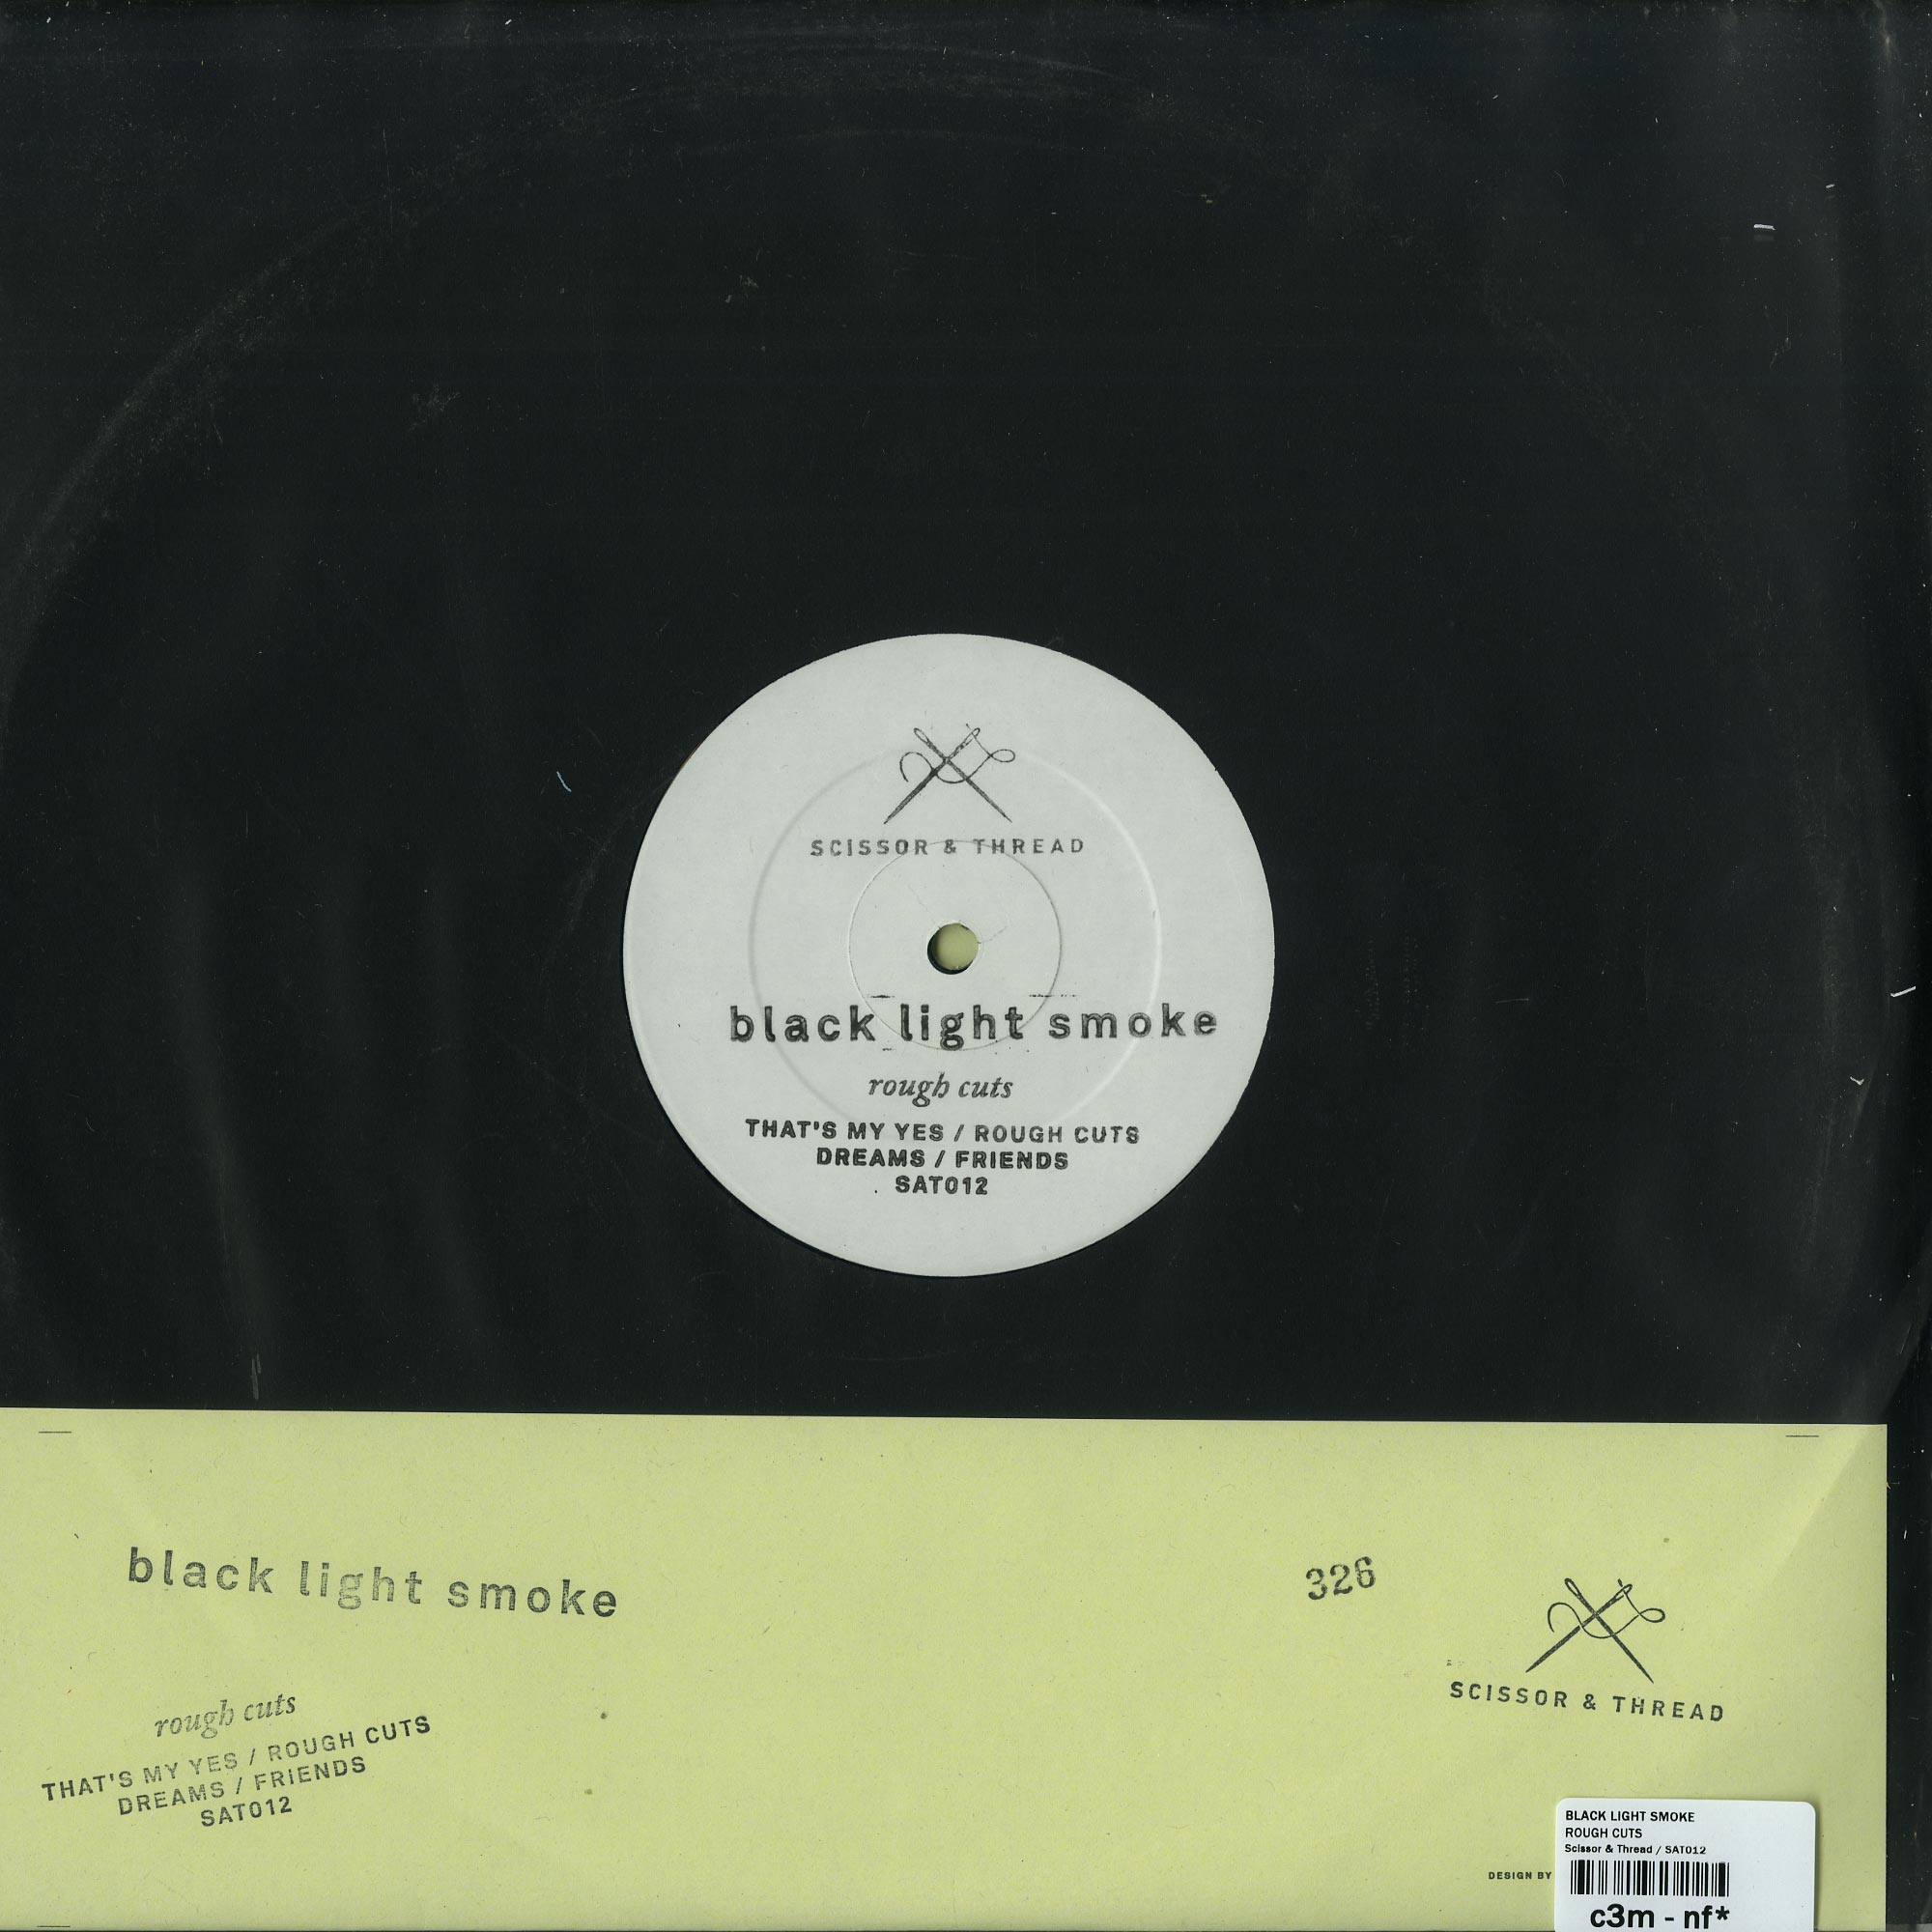 SCISSOR & THREAD
black light smoke
rough cuts
THAT'S MY YES / ROUGH CUTS
DREAMS / FRIENDS
SAT012
black light smoke
rough cuts
THAT'S MY YES / ROUGH CUTS
DREAMS / FRIENDS
SAT012
326
SCISSOR & THREAD
DESIGN BY
BLACK LIGHT SMOKE
ROUGH CUTS
Scissor & Thread / SAT012
c3m - nf*